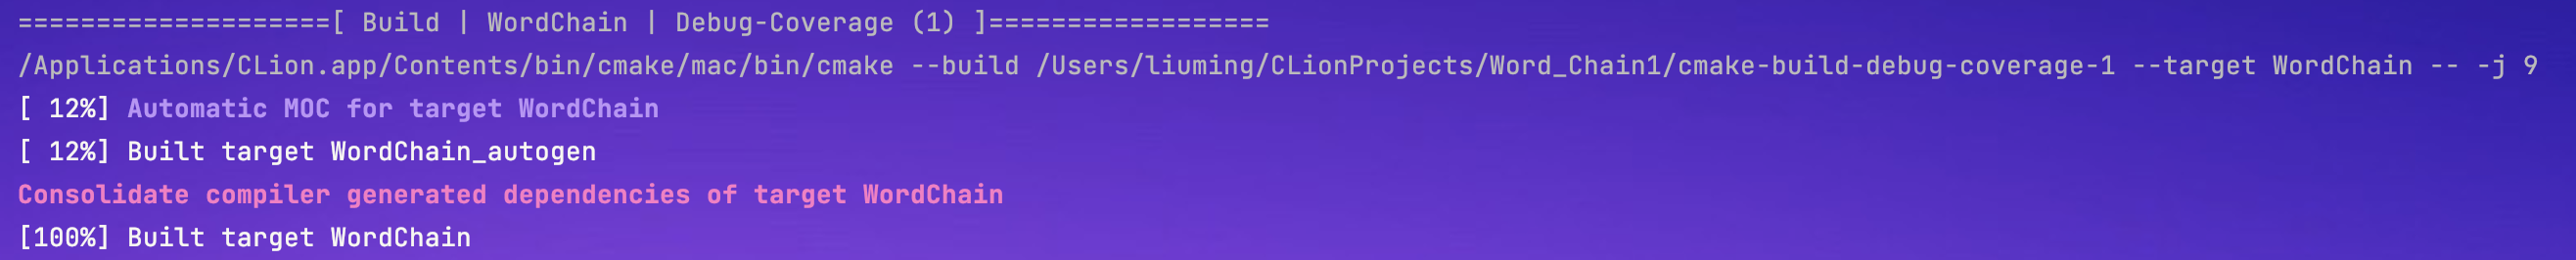 ====================[ Build | WordChain | Debug-Coverage (1) ]==================
/Applications/CLion.app/Contents/bin/cmake/mac/bin/cmake --build /Users/liuming/CLionProjects/Word_Chain1/cmake-build-debug-coverage-1 --target WordChain -- -j 9
[ 12%] Automatic MOC for target WordChain
[ 12%] Built target WordChain_autogen
Consolidate compiler generated dependencies of target WordChain
[100%] Built target WordChain